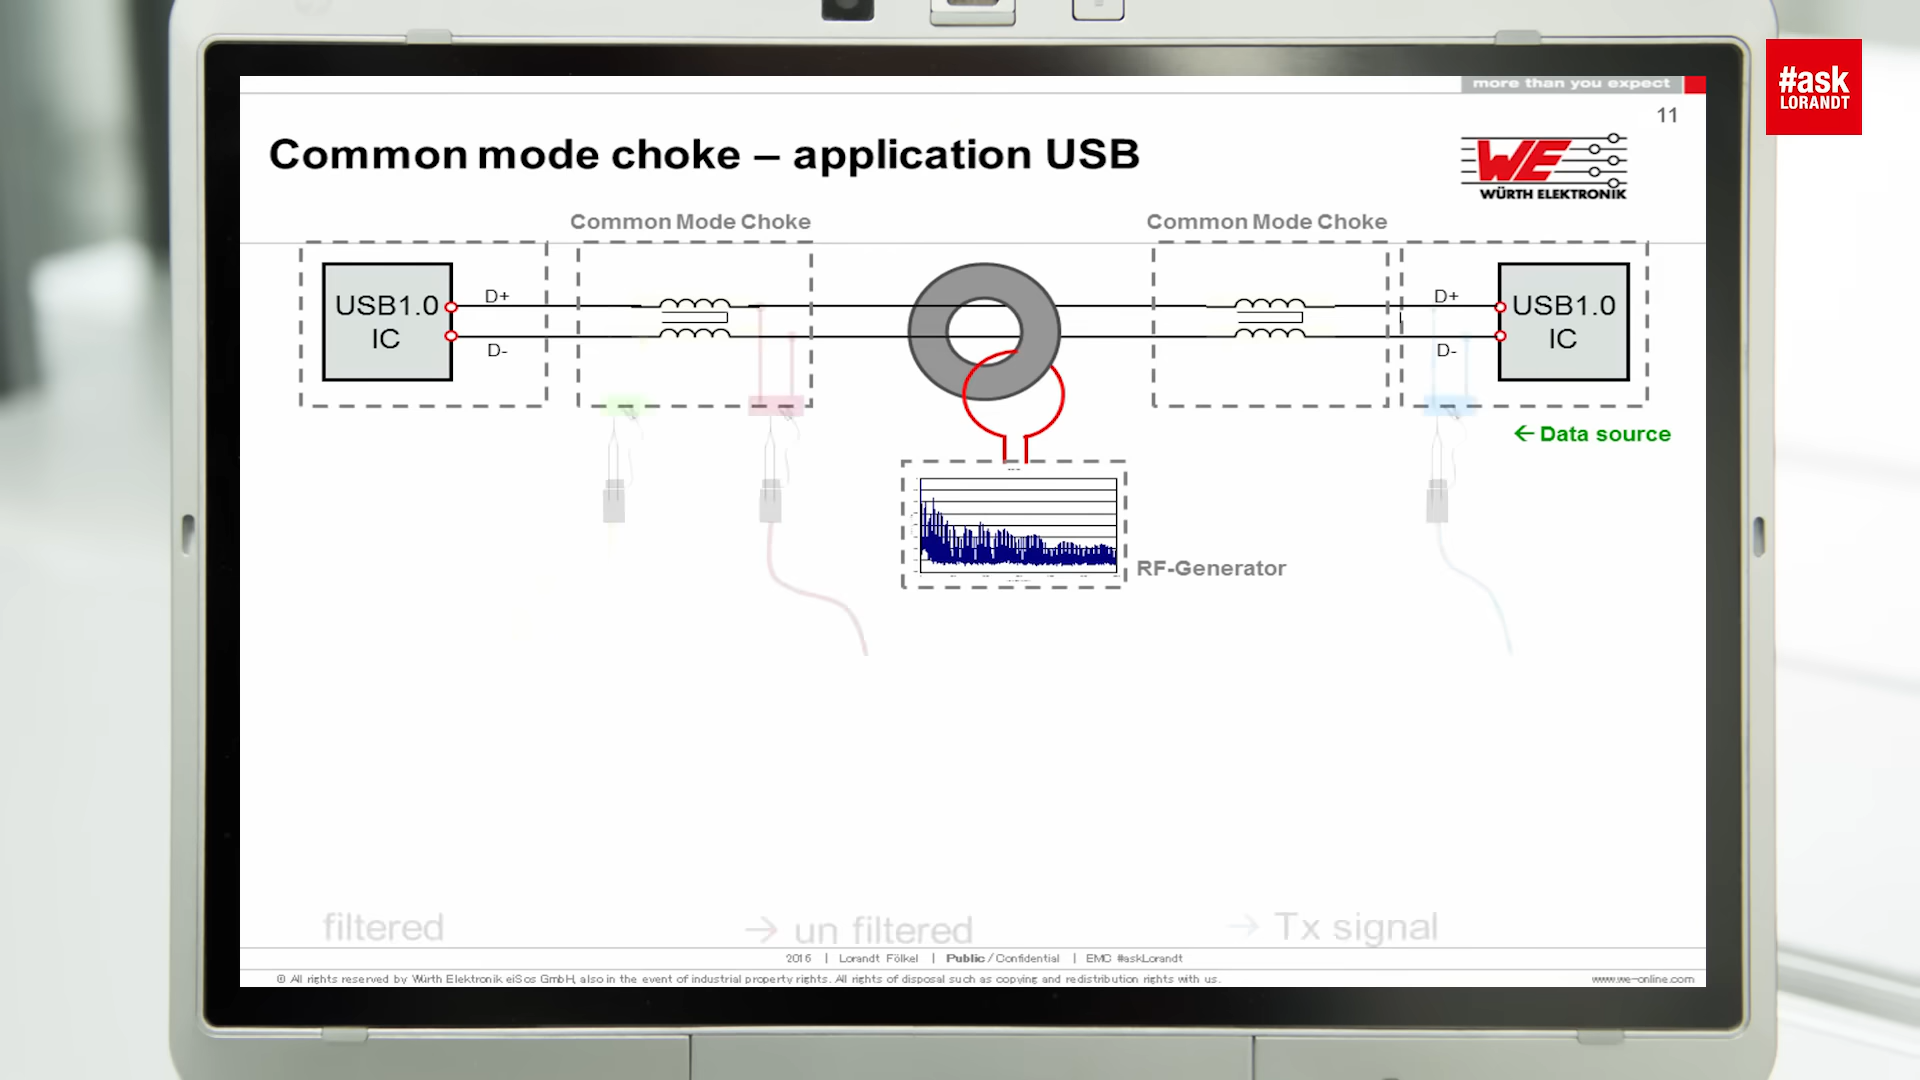 more than you expect
#ask
LORANDT
11
Common mode choke – application USB
WE
WÜRTH ELEKTRONIK
Common Mode Choke
Common Mode Choke
USB1.0
IC
D+
D-
D+
D-
USB1.0
IC
← Data source
RF-Generator
filtered
→ un filtered
→ Tx signal
2016 | Lorandt Fölkel | Public / Confidential | EMC #askLorandt
© All rights reserved by Würth Elektronik eiSos GmbH, also in the event of industrial property rights. All rights of disposal such as copying and redistribution rights with us.
www.we-online.com